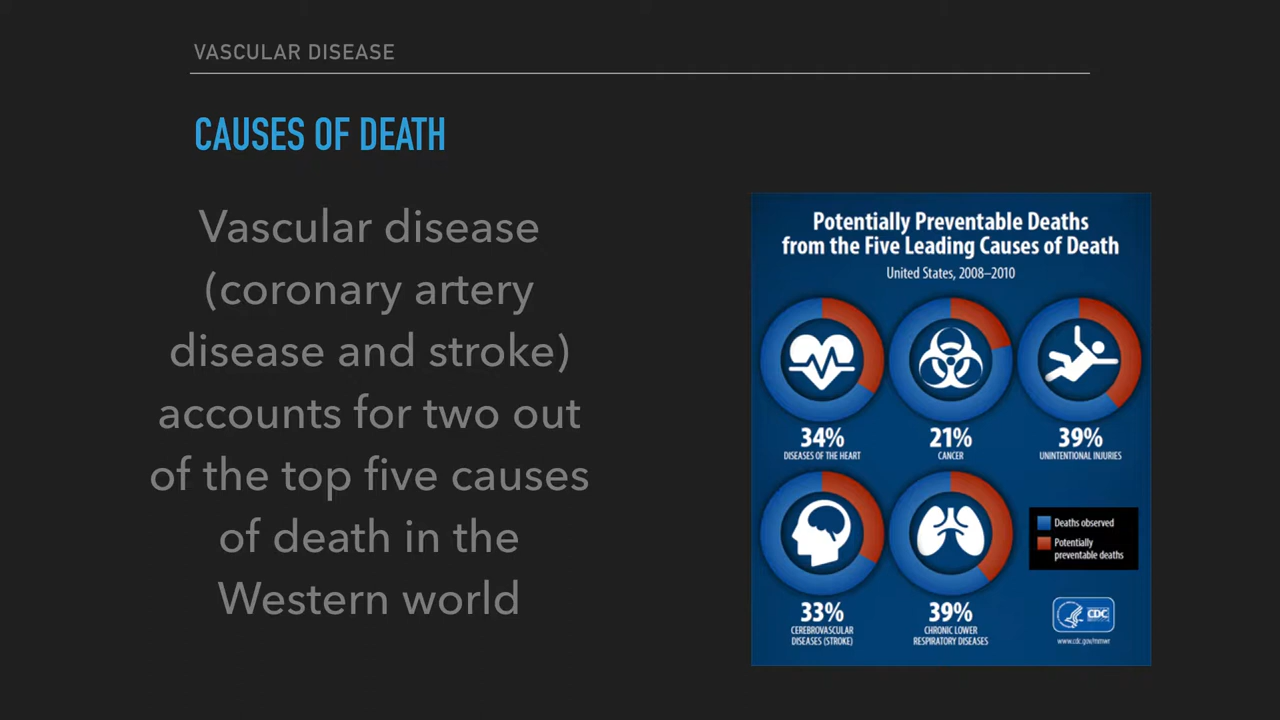 VASCULAR DISEASE
CAUSES OF DEATH
Vascular disease
(coronary artery
disease and stroke)
accounts for two out
of the top five causes
of death in the
Western world
Potentially Preventable Deaths
from the Five Leading Causes of Death
United States, 2008–2010
34%
DISEASES OF THE HEART
21%
CANCER
39%
UNINTENTIONAL INJURIES
33%
CEREBROVASCULAR
DISEASES (STROKE)
39%
CHRONIC LOWER
RESPIRATORY DISEASES
Deaths observed
Potentially
preventable deaths
CDC
www.cdc.gov/mmwr